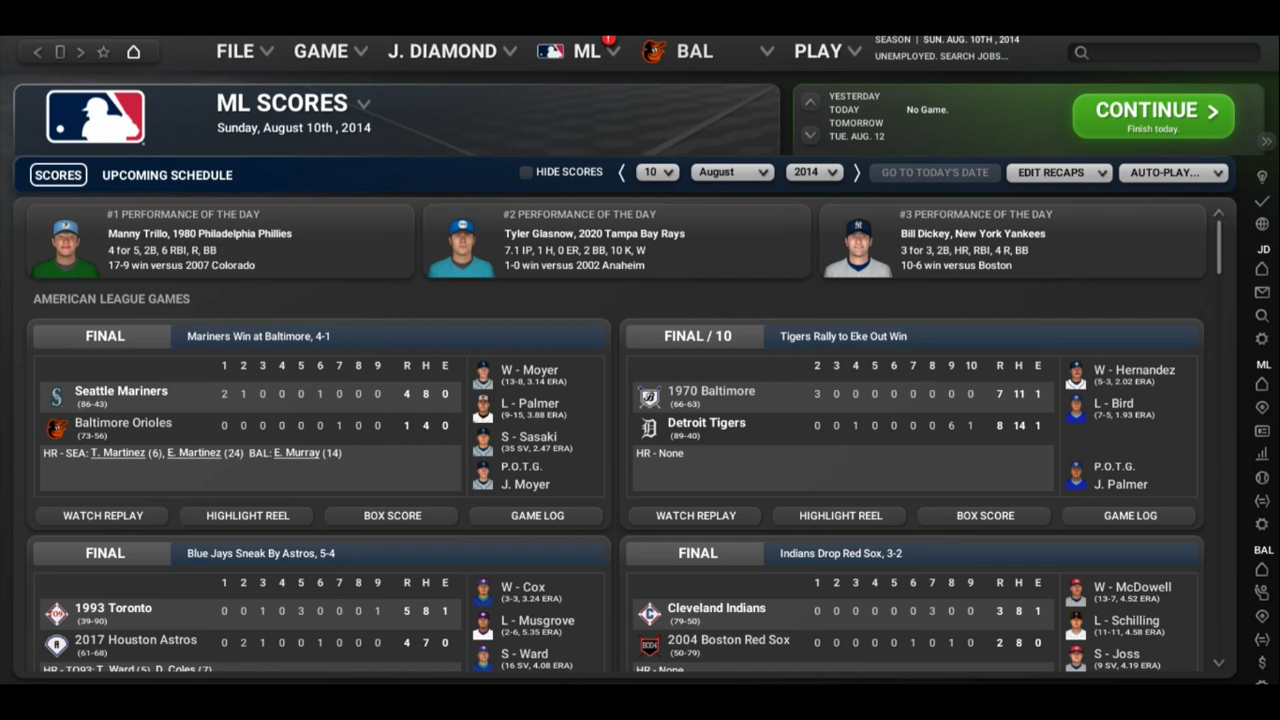 FILE GAME J. DIAMOND ML ! BAL PLAY
SEASON | SUN. AUG. 10TH , 2014
UNEMPLOYED. SEARCH JOBS...
ML SCORES
Sunday, August 10th , 2014
YESTERDAY
TODAY No Game.
TOMORROW
TUE. AUG. 12
CONTINUE
Finish today.
SCORES UPCOMING SCHEDULE HIDE SCORES 10 August 2014 GO TO TODAY'S DATE EDIT RECAPS AUTO-PLAY...
#1 PERFORMANCE OF THE DAY
Manny Trillo, 1980 Philadelphia Phillies
4 for 5, 2B, 6 RBI, R, BB
17-9 win versus 2007 Colorado
#2 PERFORMANCE OF THE DAY
Tyler Glasnow, 2020 Tampa Bay Rays
7.1 IP, 1 H, 0 ER, 2 BB, 10 K, W
1-0 win versus 2002 Anaheim
#3 PERFORMANCE OF THE DAY
Bill Dickey, New York Yankees
3 for 3, 2B, HR, RBI, 4 R, BB
10-6 win versus Boston
AMERICAN LEAGUE GAMES
FINAL Mariners Win at Baltimore, 4-1
1 2 3 4 5 6 7 8 9 R H E
Seattle Mariners 2 1 0 0 0 1 0 0 0 4 8 0
(86-43)
Baltimore Orioles 0 0 0 0 0 0 1 0 0 1 4 0
(73-56)
HR - SEA: T. Martinez (6), E. Martinez (24) BAL: E. Murray (14)
W - Moyer
(13-8, 3.14 ERA)
L - Palmer
(9-15, 3.88 ERA)
S - Sasaki
(35 SV, 2.47 ERA)
P.O.T.G.
J. Moyer
WATCH REPLAY HIGHLIGHT REEL BOX SCORE GAME LOG
FINAL / 10 Tigers Rally to Eke Out Win
2 3 4 5 6 7 8 9 10 R H E
1970 Baltimore 3 0 0 0 0 0 0 0 0 7 11 1
(66-63)
Detroit Tigers 0 0 1 0 0 0 0 6 1 8 14 1
(89-40)
HR - None
W - Hernandez
(5-3, 2.02 ERA)
L - Bird
(7-5, 1.93 ERA)
P.O.T.G.
J. Palmer
WATCH REPLAY HIGHLIGHT REEL BOX SCORE GAME LOG
FINAL Blue Jays Sneak By Astros, 5-4
1 2 3 4 5 6 7 8 9 R H E
1993 Toronto 0 0 1 0 3 0 0 0 1 5 8 1
(39-90)
2017 Houston Astros 0 2 1 0 0 1 0 0 0 4 7 0
(61-68)
HR - TO93: T. Ward (5) D. Coles (7)
W - Cox
(3-3, 3.24 ERA)
L - Musgrove
(2-6, 5.35 ERA)
S - Ward
(16 SV, 4.08 ERA)
FINAL Indians Drop Red Sox, 3-2
1 2 3 4 5 6 7 8 9 R H E
Cleveland Indians 0 0 0 0 0 0 3 0 0 3 8 1
(79-50)
2004 Boston Red Sox 0 0 0 0 0 1 0 1 0 2 8 0
(50-79)
HR - None
W - McDowell
(13-7, 4.52 ERA)
L - Schilling
(11-11, 4.58 ERA)
S - Joss
(9 SV, 4.19 ERA)
JD
ML
BAL